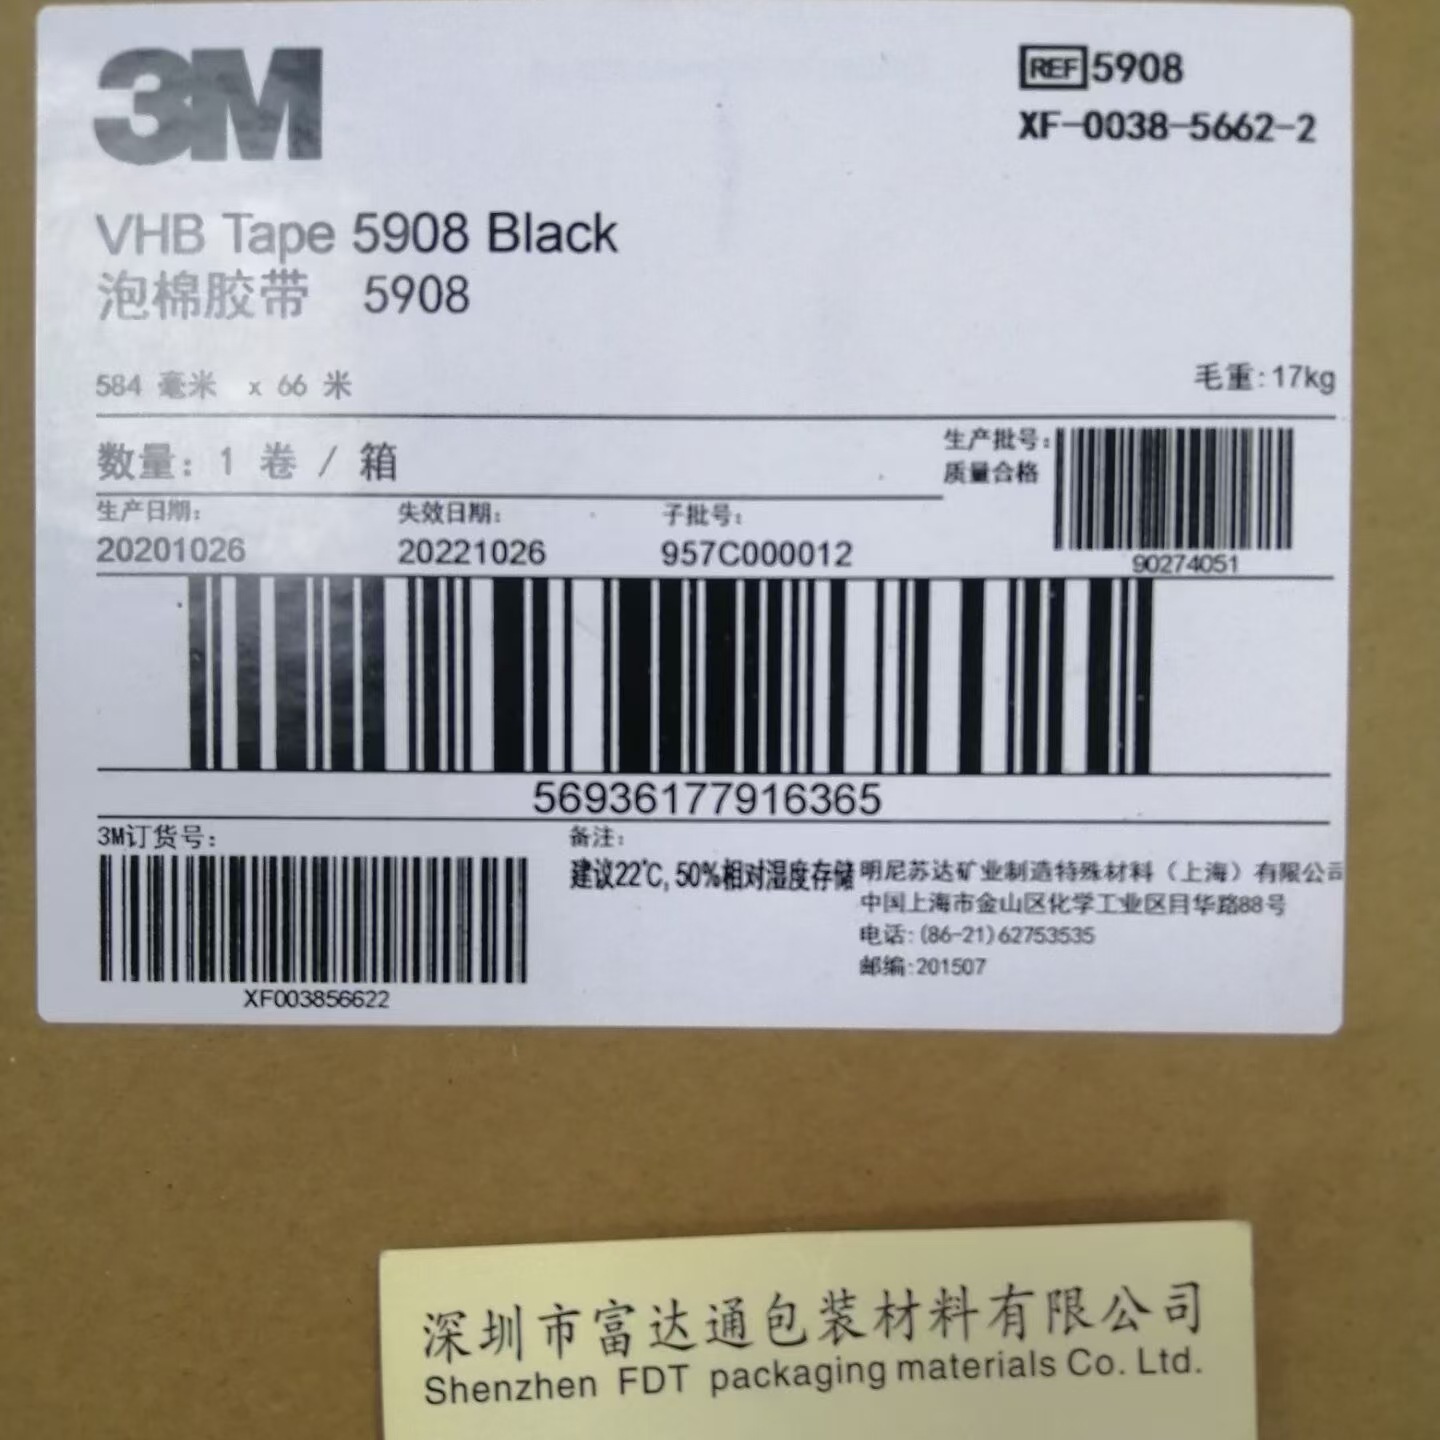 3M
REF 5908
XF-0038-5662-2
VHB Tape 5908 Black
泡棉胶带 5908
584 毫米 x 66 米
毛重:17kg
数量: 1 卷 / 箱
生产批号:
质量合格
90274051
生产日期: 失效日期: 子批号:
20201026 20221026 957C000012
56936177916365
3M订货号:
XF003856622
备注:
建议22℃,50%相对湿度存储
明尼苏达矿业制造特殊材料（上海）有限公司
中国上海市金山区化学工业区目华路88号
电话:(86-21)62753535
邮编:201507
深圳市富达通包装材料有限公司
Shenzhen FDT packaging materials Co. Ltd.